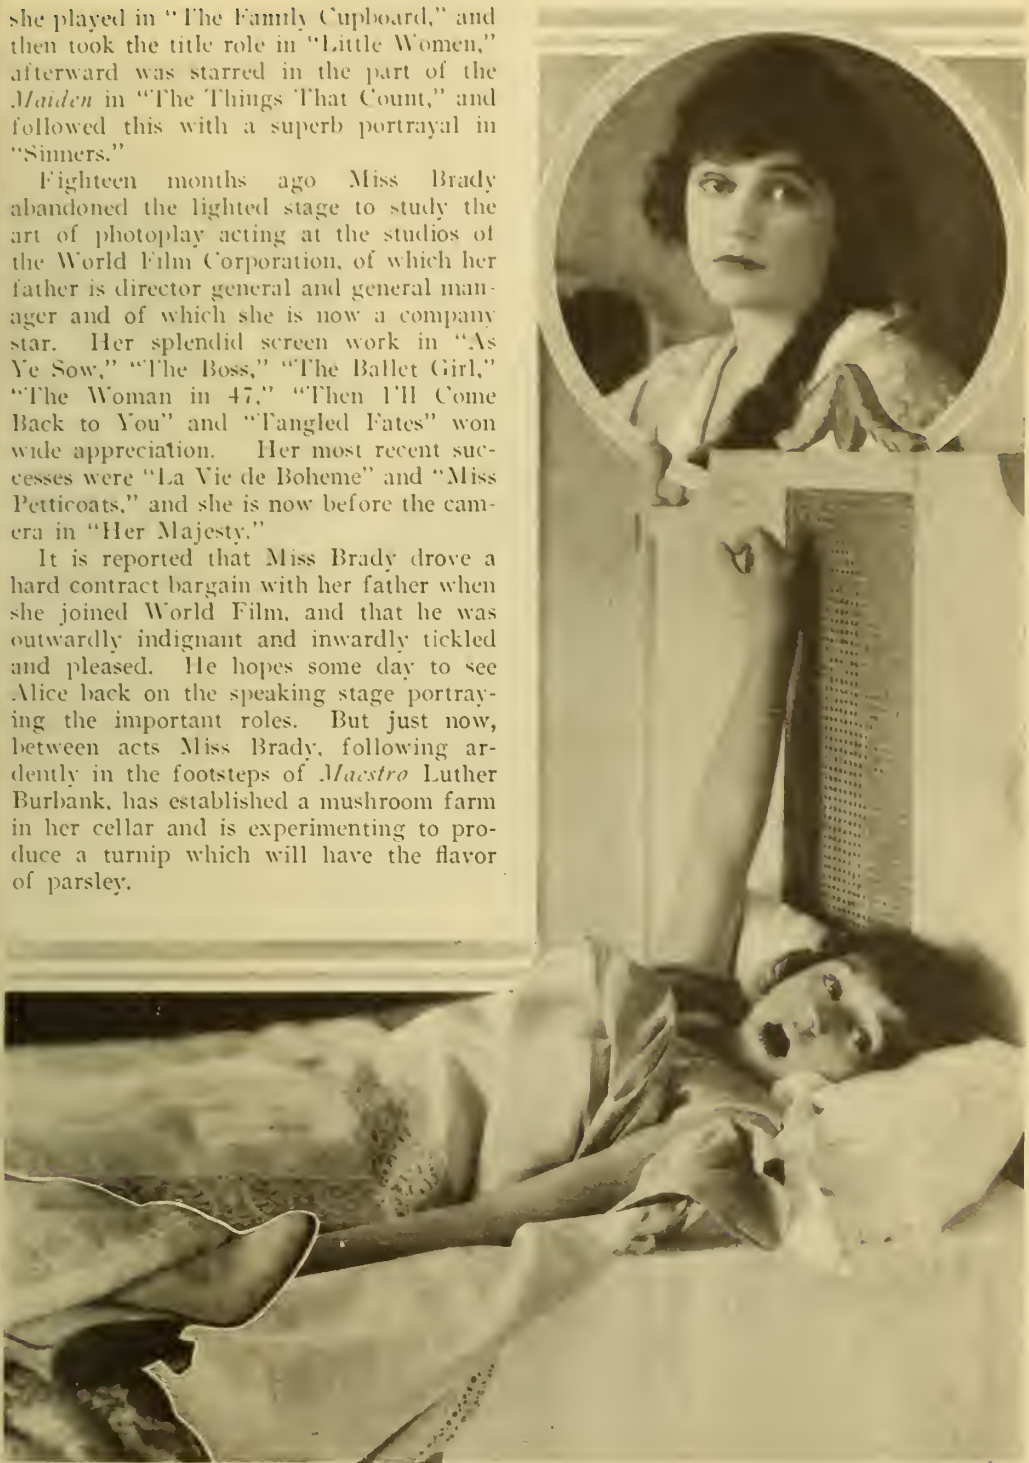 she played in "The Family Cupboard," and
then took the title role in "Little Women,"
afterward was starred in the part of the
Maiden in "The Things That Count," and
followed this with a superb portrayal in
"Sinners."
Eighteen months ago Miss Brady
abandoned the lighted stage to study the
art of photoplay acting at the studios of
the World Film Corporation, of which her
father is director general and general man-
ager and of which she is now a company
star. Her splendid screen work in "As
Ye Sow," "The Boss," "The Ballet Girl,"
"The Woman in 47," "Then I'll Come
Back to You" and "Tangled Fates" won
wide appreciation. Her most recent suc-
cesses were "La Vie de Boheme" and "Miss
Petticoats," and she is now before the cam-
era in "Her Majesty."
It is reported that Miss Brady drove a
hard contract bargain with her father when
she joined World Film, and that he was
outwardly indignant and inwardly tickled
and pleased. He hopes some day to see
Alice back on the speaking stage portray-
ing the important roles. But just now,
between acts Miss Brady, following ar-
dently in the footsteps of Maestro Luther
Burbank, has established a mushroom farm
in her cellar and is experimenting to pro-
duce a turnip which will have the flavor
of parsley.